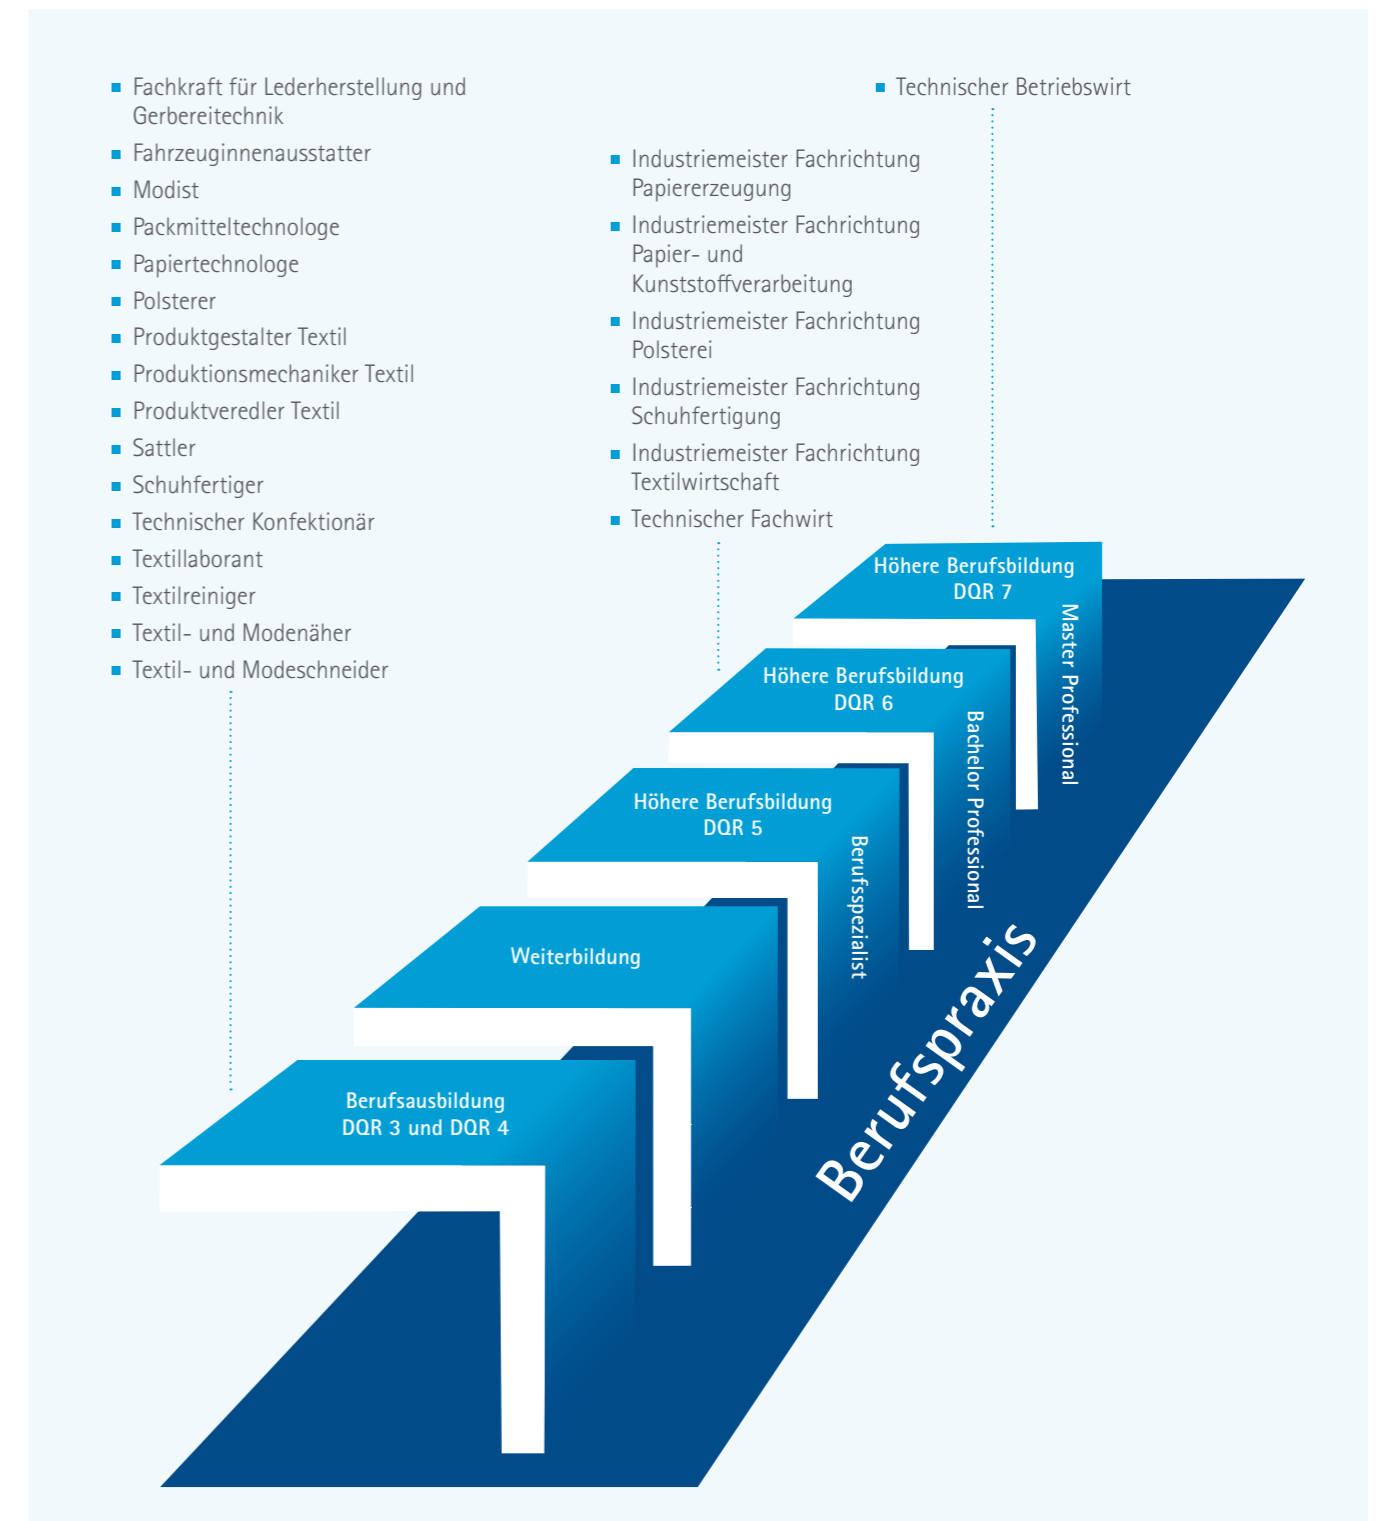 Fachkraft für Lederherstellung und
Gerbereitechnik
Fahrzeuginnenausstatter
Modist
Packmitteltechnologe
Papiertechnologe
Polsterer
Produktgestalter Textil
Produktionsmechaniker Textil
Produktveredler Textil
Sattler
Schuhfertiger
Technischer Konfektionär
Textillaborant
Textilreiniger
Textil- und Modenäher
Textil- und Modeschneider
Industriemeister Fachrichtung
Papiererzeugung
Industriemeister Fachrichtung
Papier- und
Kunststoffverarbeitung
Industriemeister Fachrichtung
Polsterei
Industriemeister Fachrichtung
Schuhfertigung
Industriemeister Fachrichtung
Textilwirtschaft
Technischer Fachwirt
Technischer Betriebswirt
Höhere Berufsbildung
DQR 7
Master Professional
Höhere Berufsbildung
DQR 6
Bachelor Professional
Höhere Berufsbildung
DQR 5
Berufsspezialist
Weiterbildung
Berufsausbildung
DQR 3 und DQR 4
Berufspraxis